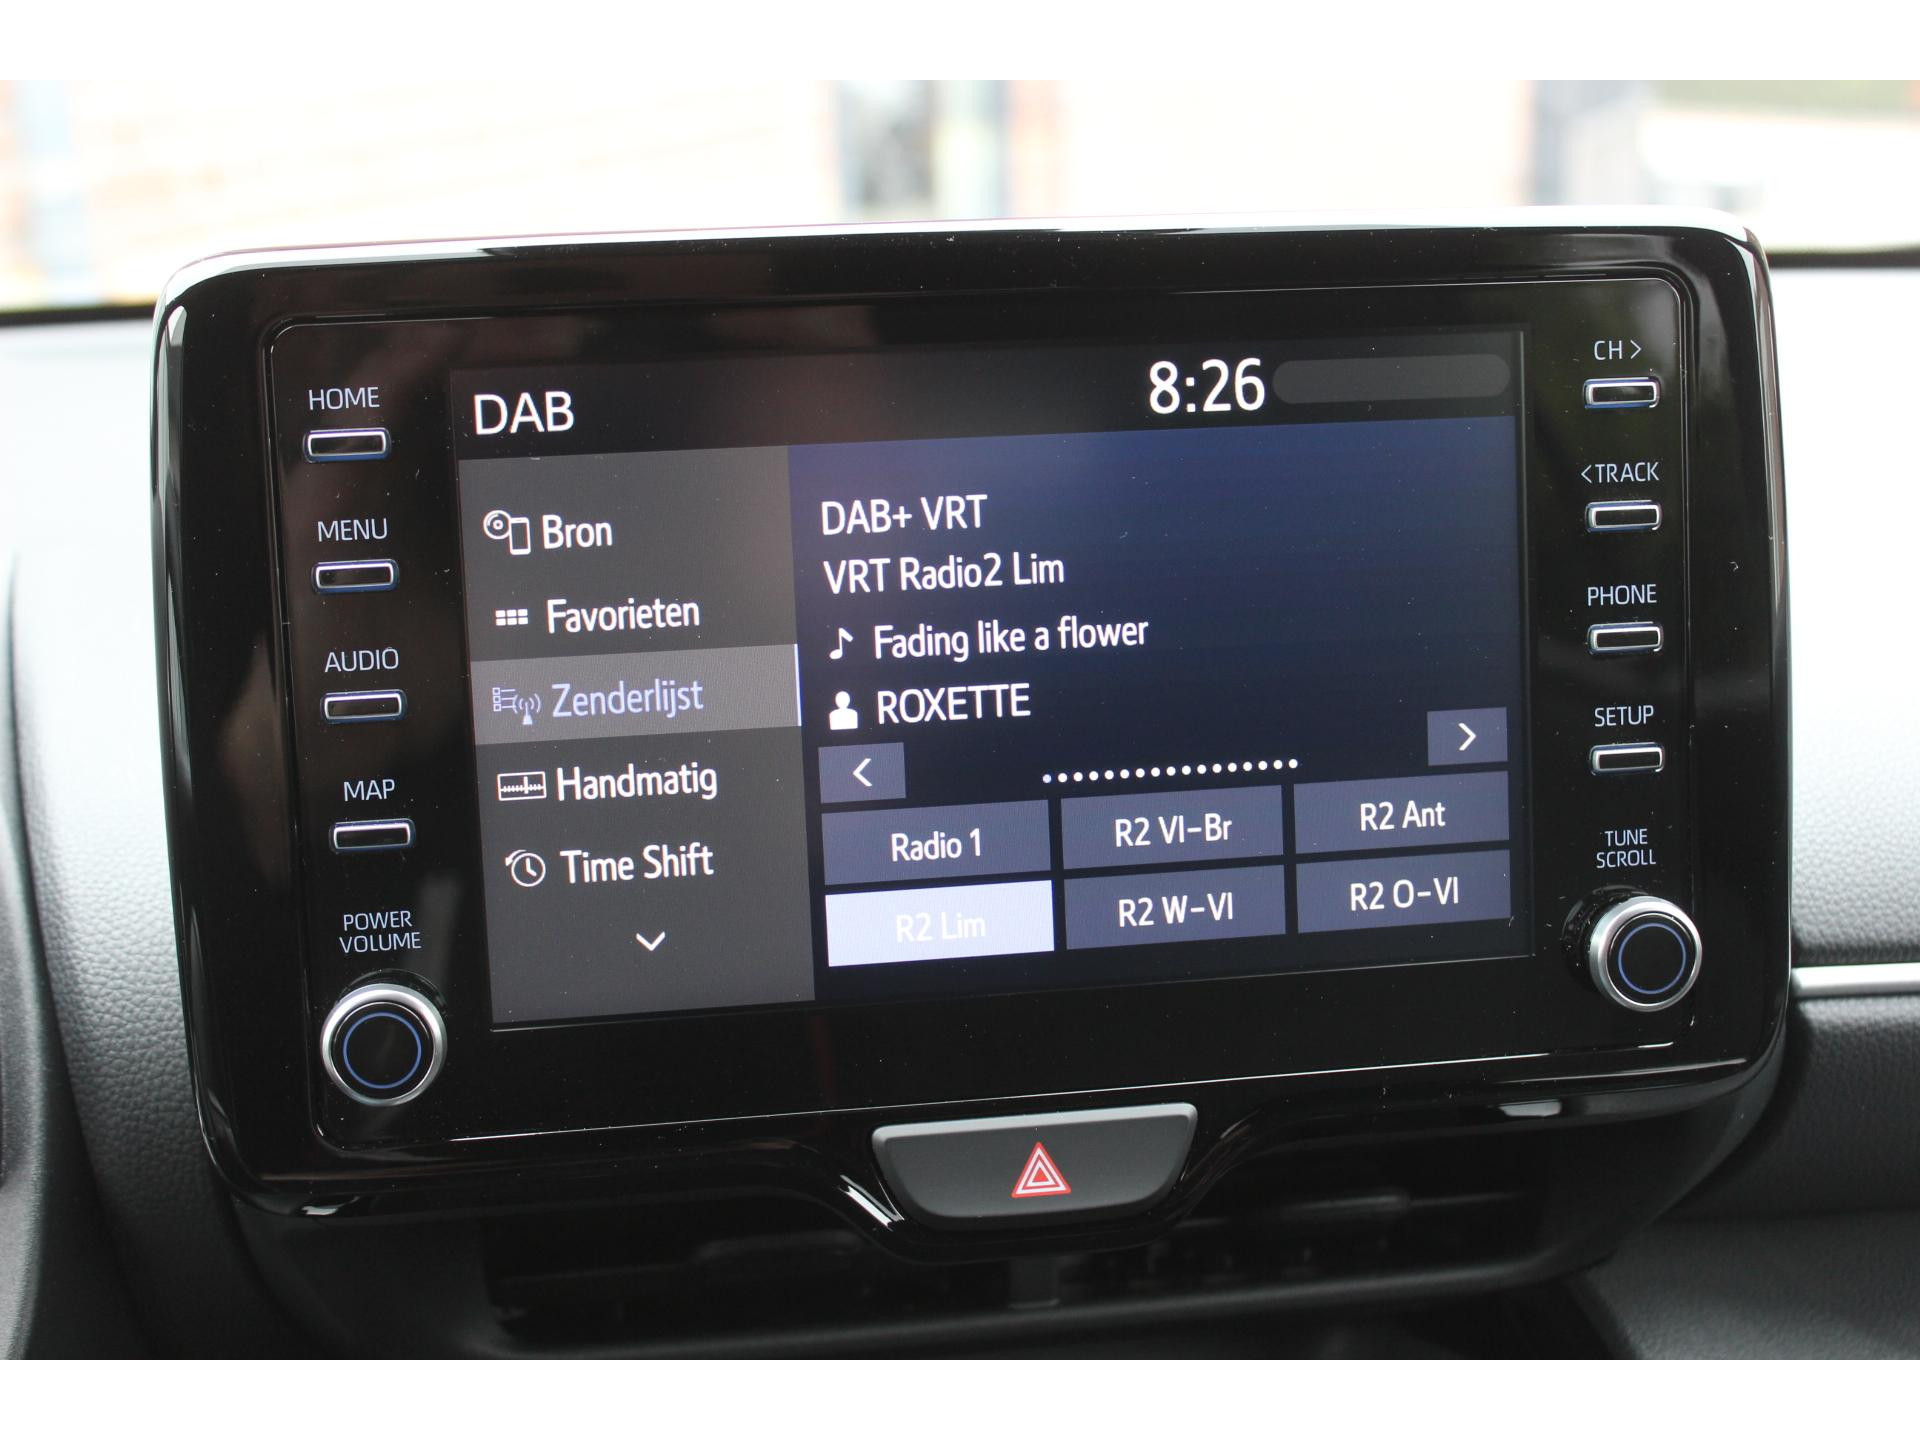 HOME
MENU
AUDIO
MAP
POWER
VOLUME
DAB
8:26
Bron
Favorieten
Zenderlijst
Handmatig
Time Shift
DAB+ VRT
VRT Radio2 Lim
Fading like a flower
ROXETTE
< >
Radio 1
R2 Vl-Br
R2 Ant
R2 Lim
R2 W-Vl
R2 O-Vl
CH >
< TRACK
PHONE
SETUP
TUNE
SCROLL